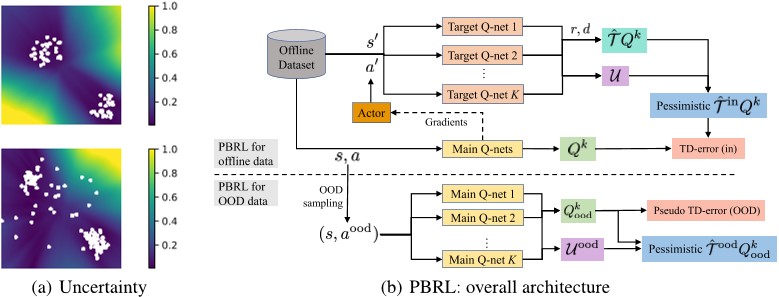 1.0
0.8
0.6
0.4
0.2
1.0
0.8
0.6
0.4
0.2
(a) Uncertainty
Offline
Dataset
s′
a′
Actor
Gradients
Target Q-net 1
Target Q-net 2
⋮
Target Q-net K
r, d
𝒯̂Q^k
𝒰
Pessimistic 𝒯̂^in Q^k
PBRL for
offline data
s, a
Main Q-nets
Q^k
TD-error (in)
PBRL for
OOD data
OOD
sampling
(s, a^ood)
Main Q-net 1
Main Q-net 2
⋮
Main Q-net K
Q^k_ood
𝒰^ood
Pseudo TD-error (OOD)
Pessimistic 𝒯̂^ood Q^k_ood
(b) PBRL: overall architecture